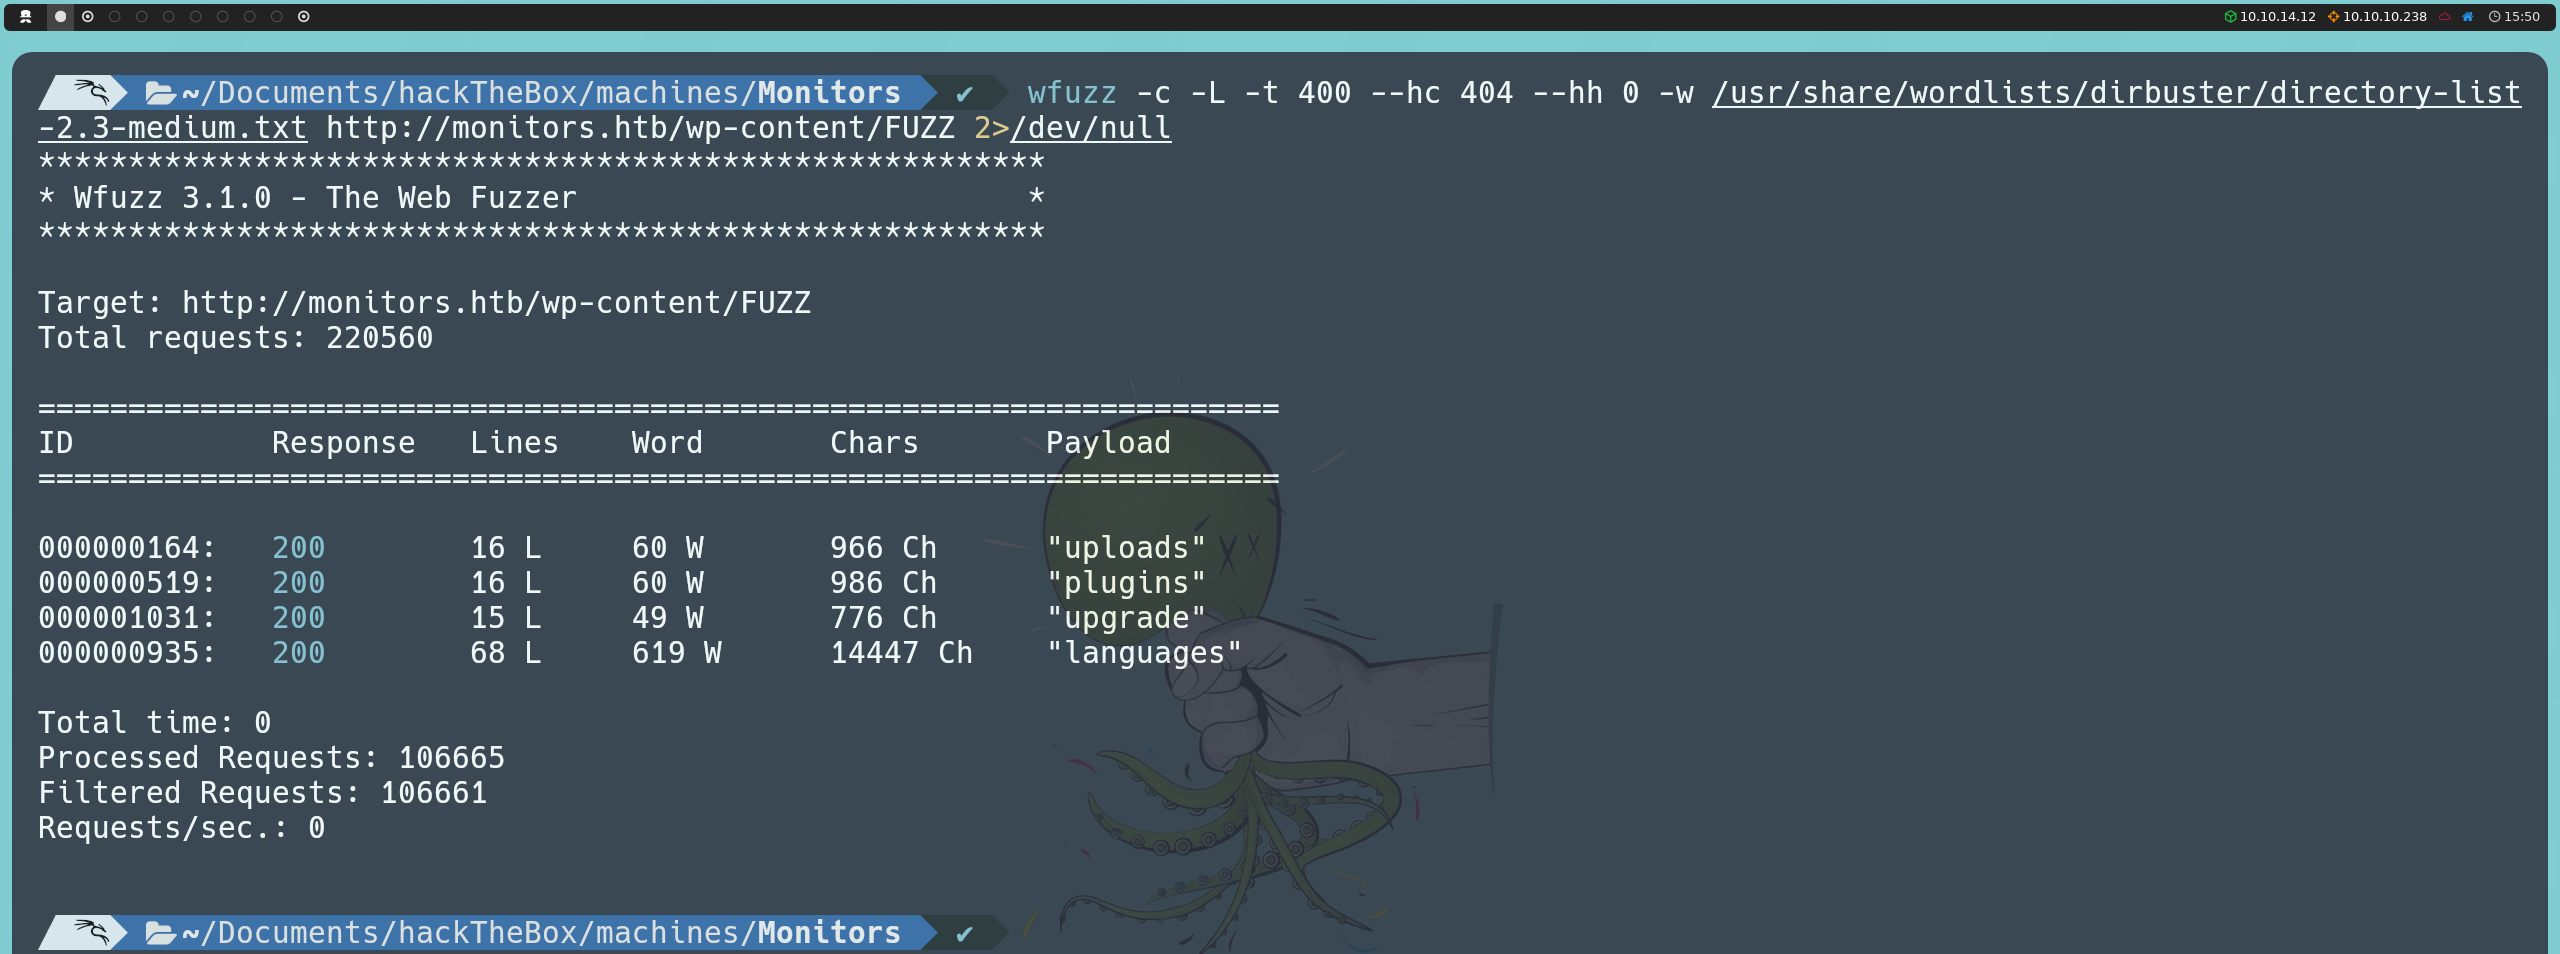 10.10.14.12 10.10.10.238 15:50
~/Documents/hackTheBox/machines/Monitors ✔ wfuzz -c -L -t 400 --hc 404 --hh 0 -w /usr/share/wordlists/dirbuster/directory-list
-2.3-medium.txt http://monitors.htb/wp-content/FUZZ 2>/dev/null
********************************************************
* Wfuzz 3.1.0 - The Web Fuzzer                         *
********************************************************
Target: http://monitors.htb/wp-content/FUZZ
Total requests: 220560
=====================================================================
ID           Response   Lines    Word       Chars       Payload
=====================================================================
000000164:   200        16 L     60 W       966 Ch      "uploads"
000000519:   200        16 L     60 W       986 Ch      "plugins"
000001031:   200        15 L     49 W       776 Ch      "upgrade"
000000935:   200        68 L     619 W      14447 Ch    "languages"
Total time: 0
Processed Requests: 106665
Filtered Requests: 106661
Requests/sec.: 0
~/Documents/hackTheBox/machines/Monitors ✔